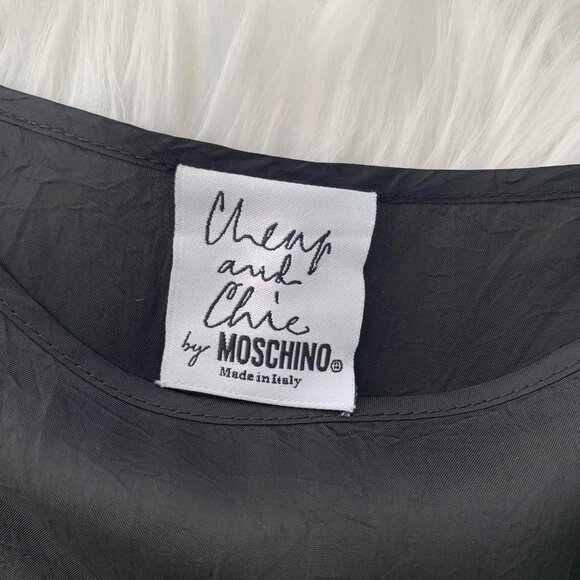 Cheap
and
Chic
by MOSCHINO®
Made in Italy